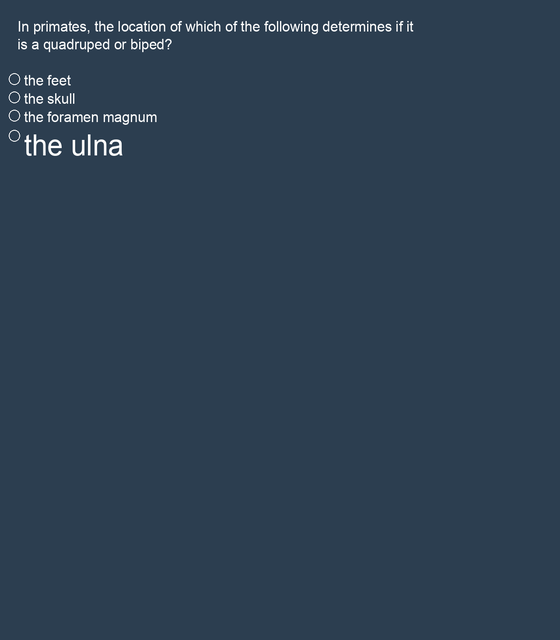 In primates, the location of which of the following determines if it
is a quadruped or biped?
the feet
the skull
the foramen magnum
the ulna